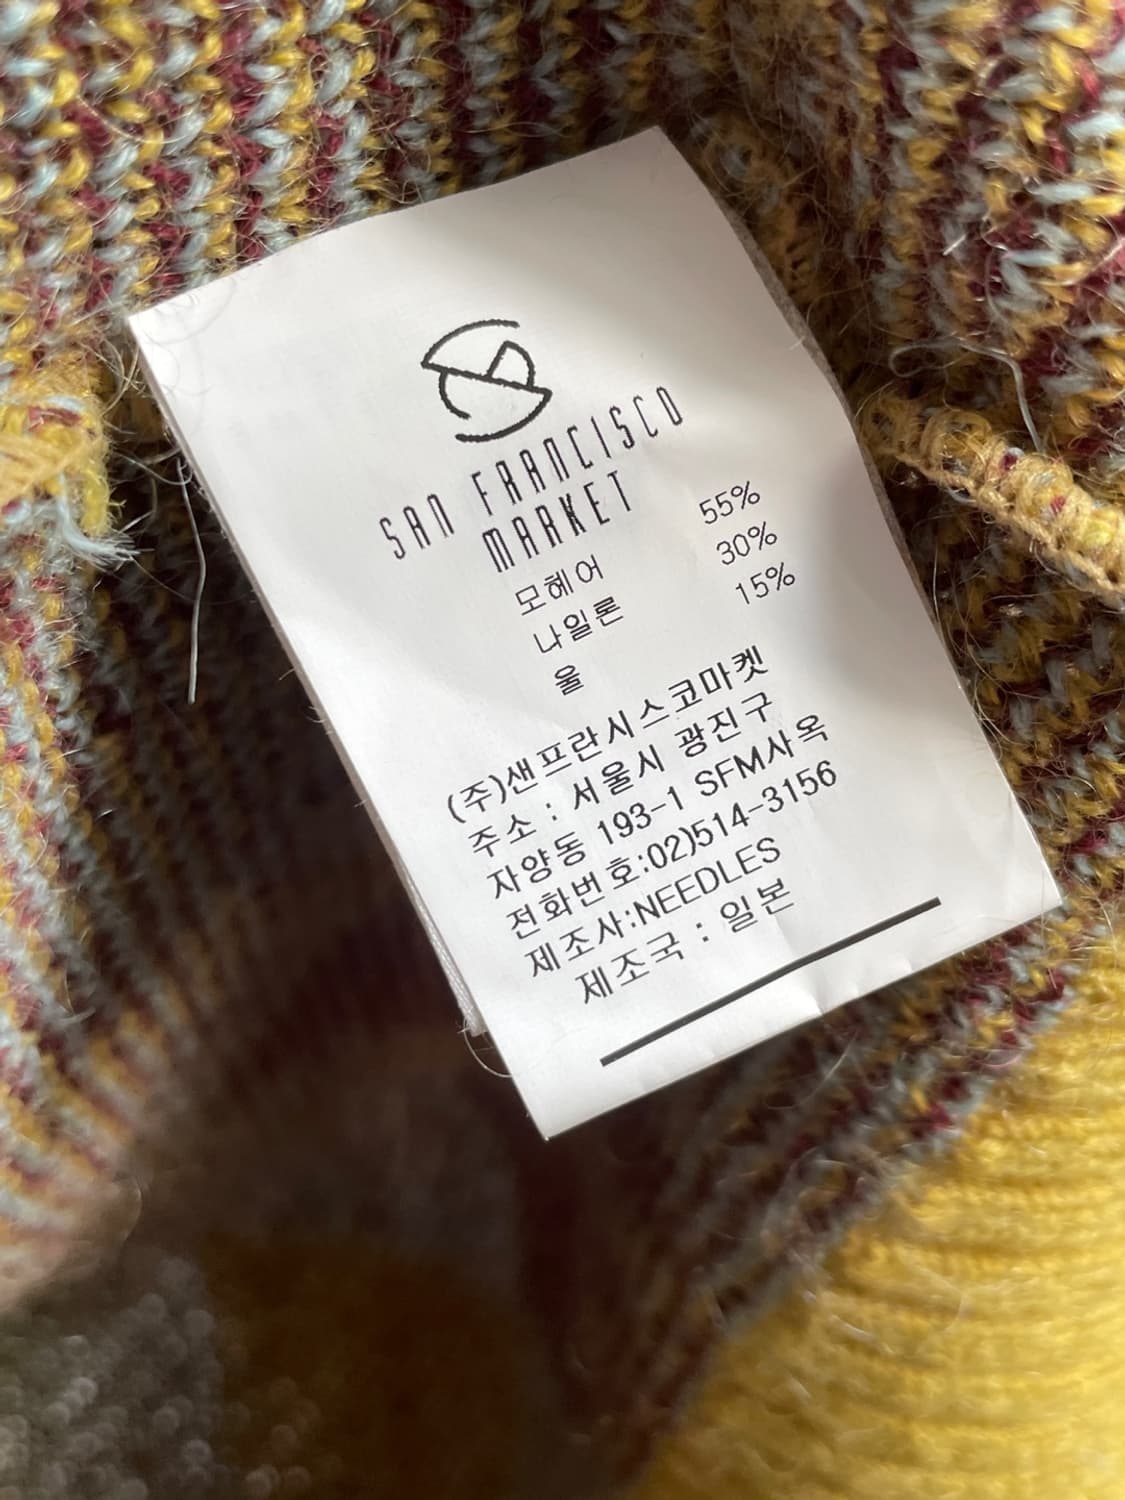 SAN FRANCISCO
MARKET
모헤어 55%
나일론 30%
울 15%
(주)샌프란시스코마켓
주소 : 서울시 광진구
자양동 193-1 SFM사옥
전화번호:02)514-3156
제조사:NEEDLES
제조국 : 일본